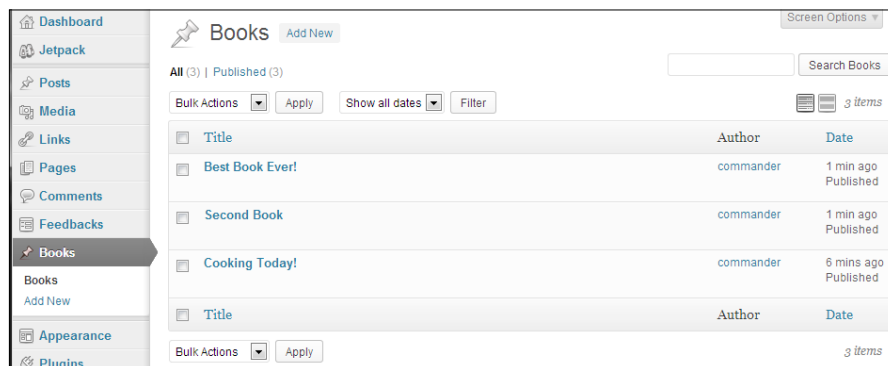 Dashboard
Jetpack
Posts
Media
Links
Pages
Comments
Feedbacks
Books
Books
Add New
Appearance
Plugins
Screen Options
Books Add New
All (3) | Published (3)
Search Books
Bulk Actions Apply Show all dates Filter 3 items
Title Author Date
Best Book Ever! commander 1 min ago
Published
Second Book commander 1 min ago
Published
Cooking Today! commander 6 mins ago
Published
Title Author Date
Bulk Actions Apply 3 items